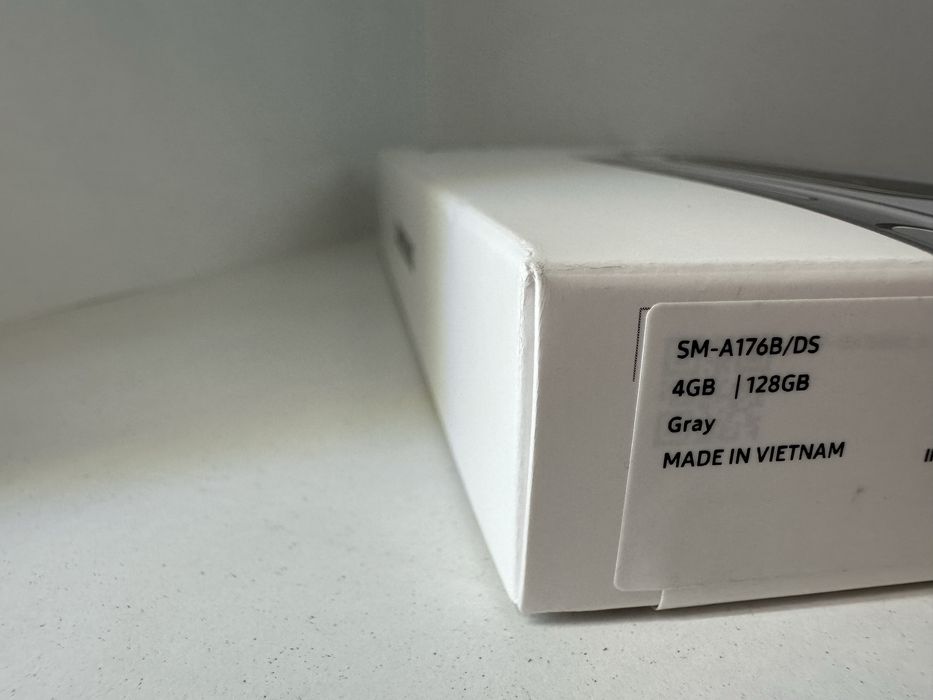 SM-A176B/DS
4GB | 128GB
Gray
MADE IN VIETNAM